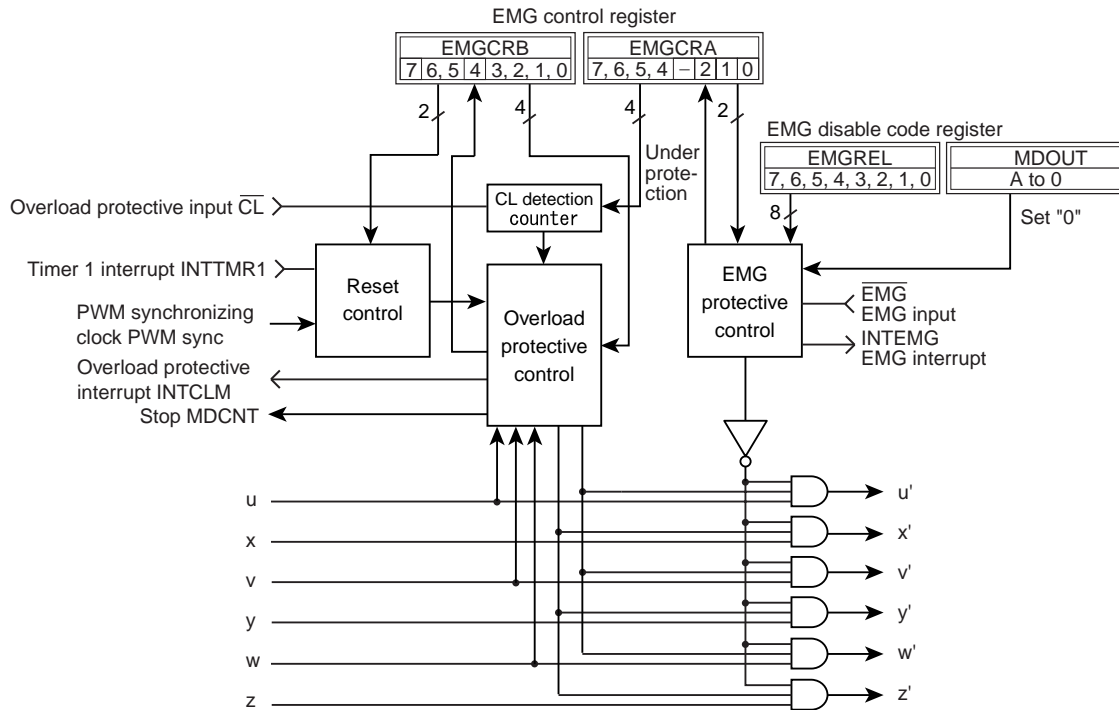 EMG control register
EMGCRB
7 6, 5 4 3, 2, 1, 0
EMGCRA
7, 6, 5, 4 – 2 1 0
2
4
4
2
Under
prote-
ction
EMG disable code register
EMGREL
7, 6, 5, 4, 3, 2, 1, 0
MDOUT
A to 0
8
Set "0"
Overload protective input C̅L̅
CL detection
counter
Timer 1 interrupt INTTMR1
Reset
control
PWM synchronizing
clock PWM sync
Overload
protective
control
EMG
protective
control
E̅M̅G̅
EMG input
INTEMG
EMG interrupt
Overload protective
interrupt INTCLM
Stop MDCNT
u
u'
x
x'
v
v'
y
y'
w
w'
z
z'